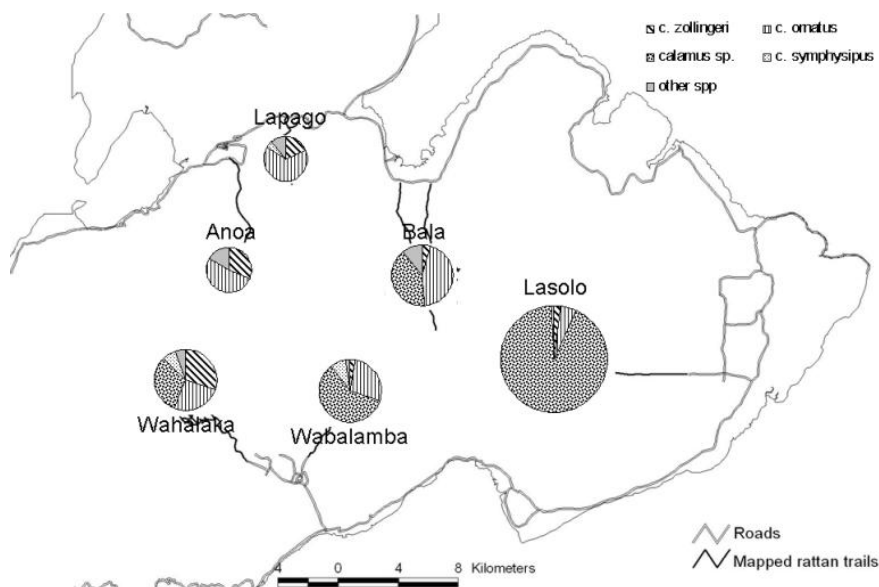 c. zollingeri
c. ornatus
calamus sp.
c. symphysipus
other spp
Lapago
Anoa
Bala
Lasolo
Wahalaka
Wabalamba
Roads
Mapped rattan trails
4 0 4 8 Kilometers